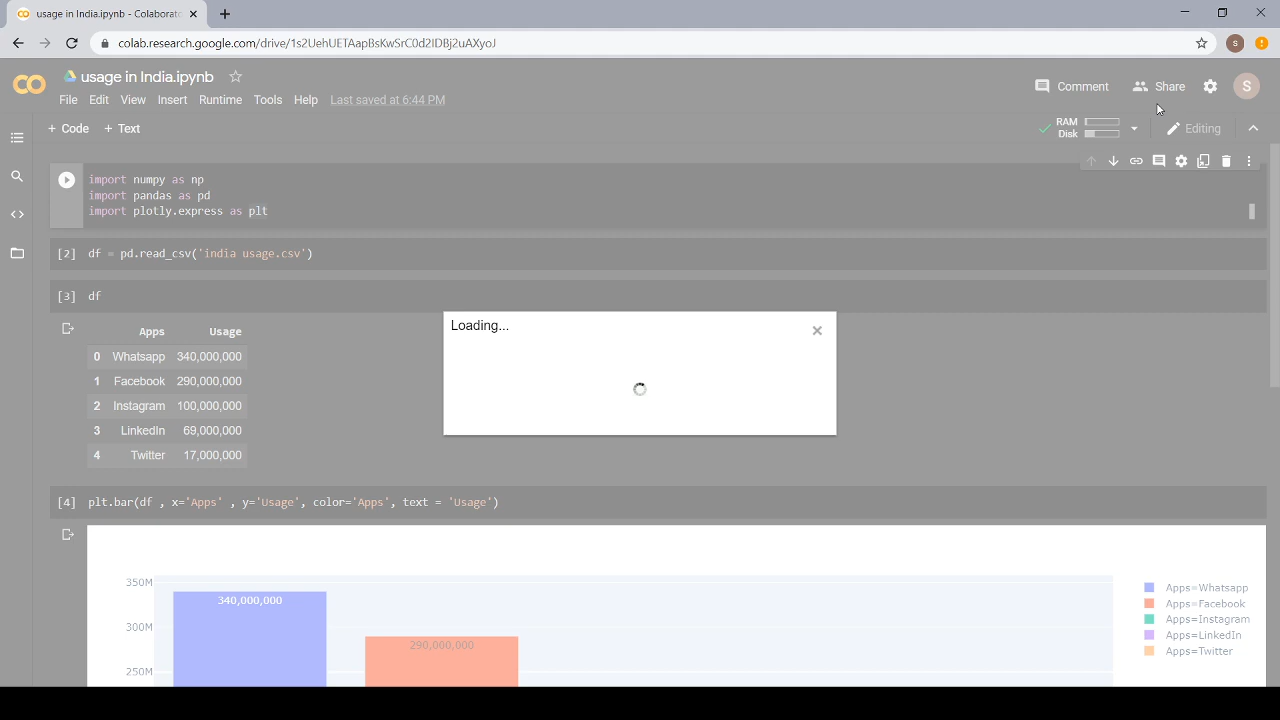 usage in India.ipynb - Colaborato
colab.research.google.com/drive/1s2UehUETAapBsKwSrC0d2IDBj2uAXyoJ
S
usage in India.ipynb
Comment
Share
S
File Edit View Insert Runtime Tools Help Last saved at 6:44 PM
+ Code + Text
RAM
Disk
Editing
import numpy as np
import pandas as pd
import plotly.express as plt
[2] df = pd.read_csv('india usage.csv')
[3] df
Loading...
Apps Usage
0 Whatsapp 340,000,000
1 Facebook 290,000,000
2 Instagram 100,000,000
3 LinkedIn 69,000,000
4 Twitter 17,000,000
[4] plt.bar(df , x='Apps' , y='Usage', color='Apps', text = 'Usage')
350M
340,000,000
300M
290,000,000
250M
Apps=Whatsapp
Apps=Facebook
Apps=Instagram
Apps=LinkedIn
Apps=Twitter